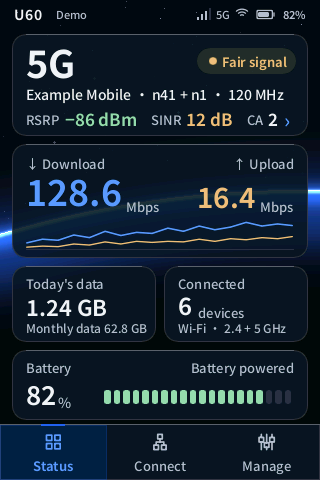 U60 Demo 5G 82%
5G
Fair signal
Example Mobile • n41 + n1 • 120 MHz
RSRP −86 dBm SINR 12 dB CA 2 ›
↓ Download ↑ Upload
128.6 Mbps 16.4 Mbps
Today's data
1.24 GB
Monthly data 62.8 GB
Connected
6 devices
Wi-Fi • 2.4 + 5 GHz
Battery Battery powered
82%
Status Connect Manage